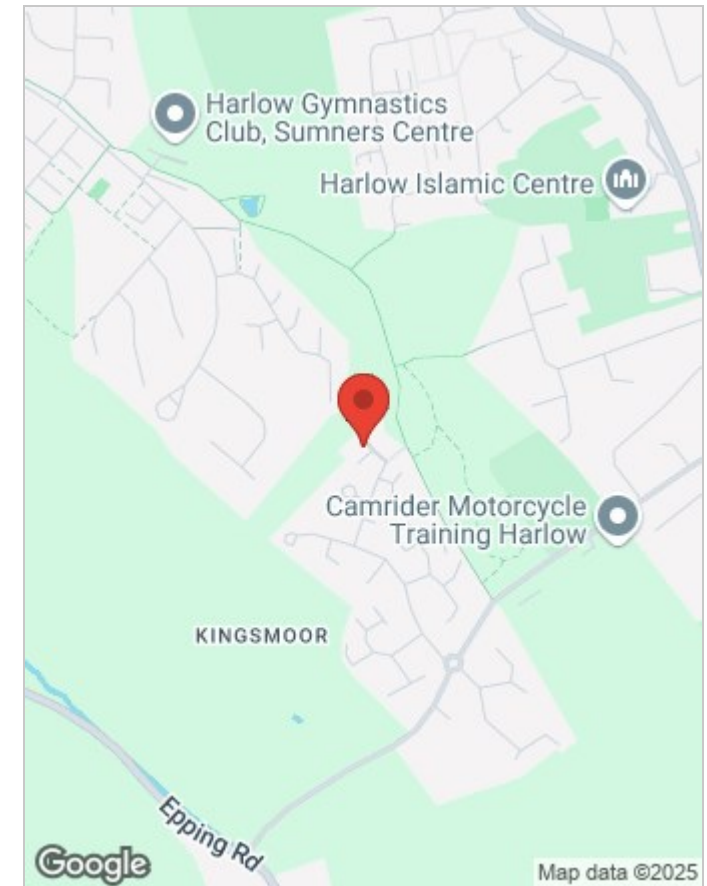 Harlow Gymnastics
Club, Sumners Centre
Harlow Islamic Centre
Camrider Motorcycle
Training Harlow
KINGSMOOR
Epping Rd
Google
Map data ©2025